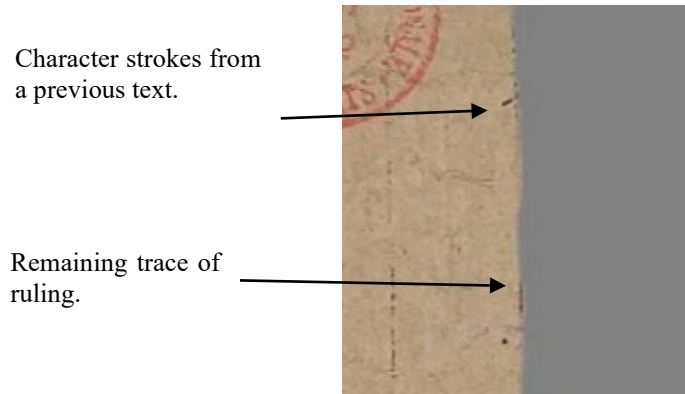 Character strokes from
a previous text.
Remaining trace of
ruling.